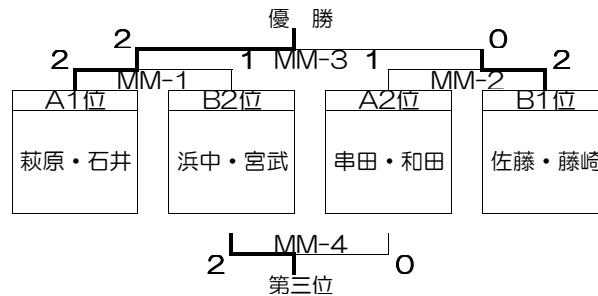 優 勝
2 0
2 1 MM-3 1 2
MM-1 MM-2
A1位 B2位 A2位 B1位
萩原・石井 浜中・宮武 串田・和田 佐藤・藤崎
MM-4
2 0
第三位